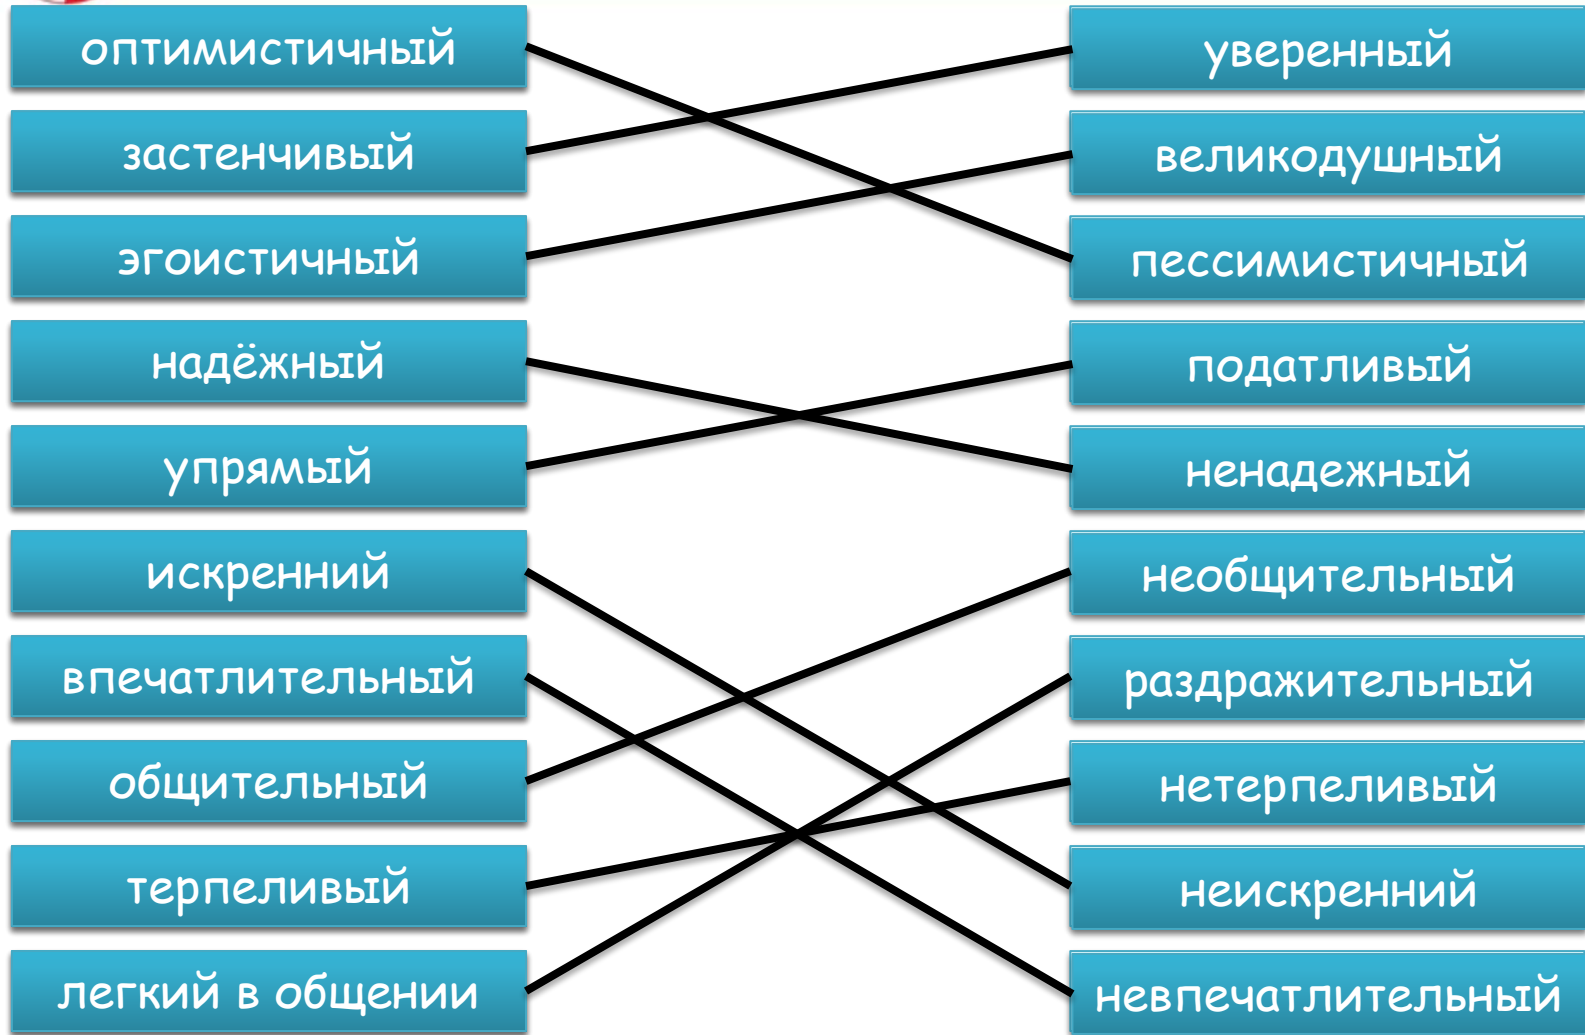 оптимистичный
застенчивый
эгоистичный
надёжный
упрямый
искренний
впечатлительный
общительный
терпеливый
легкий в общении
уверенный
великодушный
пессимистичный
податливый
ненадежный
необщительный
раздражительный
нетерпеливый
неискренний
невпечатлительный